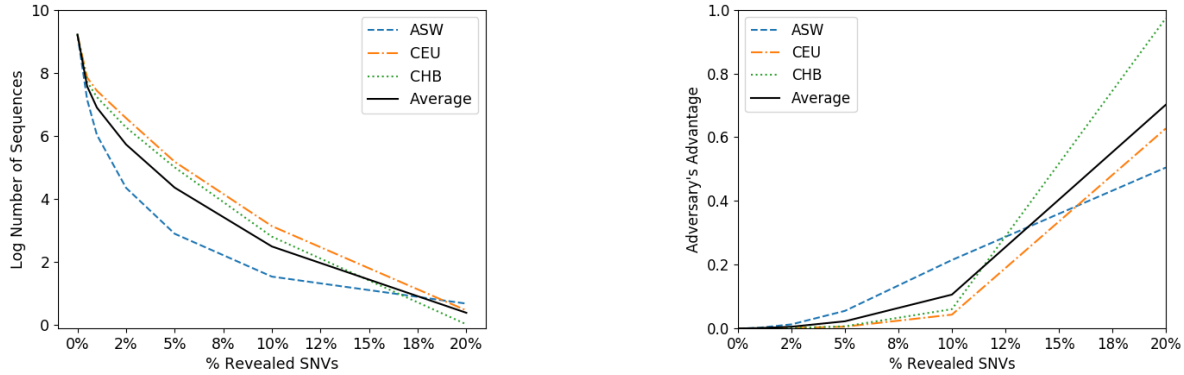 10
8
6
4
2
0
Log Number of Sequences
ASW
CEU
CHB
Average
0% 2% 5% 8% 10% 12% 15% 18% 20%
% Revealed SNVs
1.0
0.8
0.6
0.4
0.2
0.0
Adversary's Advantage
ASW
CEU
CHB
Average
0% 2% 5% 8% 10% 12% 15% 18% 20%
% Revealed SNVs